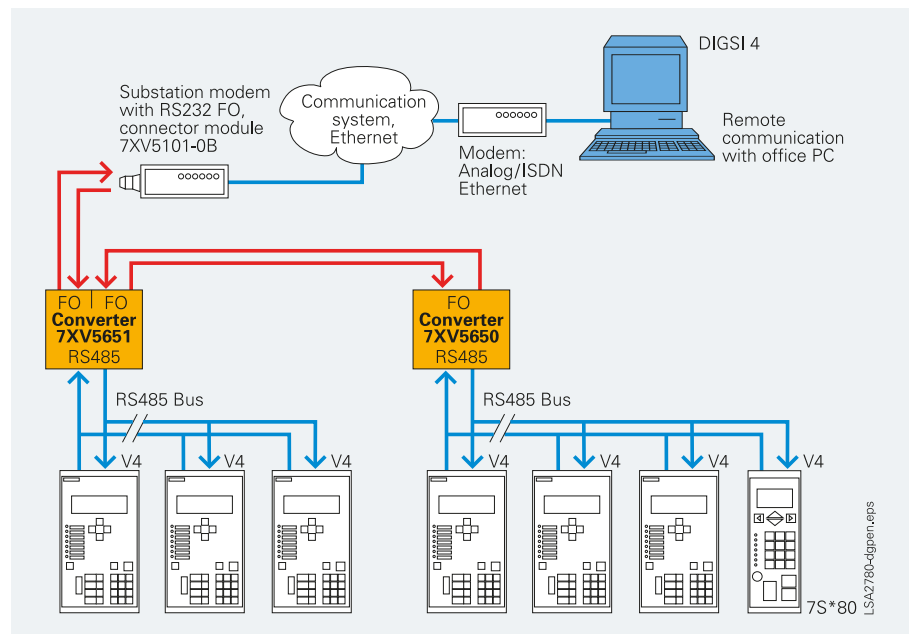 DIGSI 4
Substation modem
with RS232 FO,
connector module
7XV5101-0B
Communication
system,
Ethernet
Modem:
Analog/ISDN
Ethernet
Remote
communication
with office PC
FO FO
Converter
7XV5651
RS485
FO
Converter
7XV5650
RS485
RS485 Bus
RS485 Bus
V4
V4
V4
V4
V4
V4
V4
7S*80
LSA2780-dgpen.eps